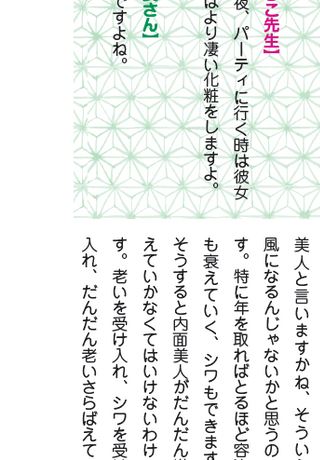 こ先生】
夜、パーティに行く時は彼女
はより凄い化粧をしますよ。
さん】
ですよね。
美人と言いますかね、そうい
風になるんじゃないかと思うの
す。特に年を取ればとるほど容
も衰えていく、シワもできます
そうすると内面美人がだんだん
えていかなくてはいけないわけ
す。老いを受け入れ、シワを受
入れ、だんだん老いさらばえて